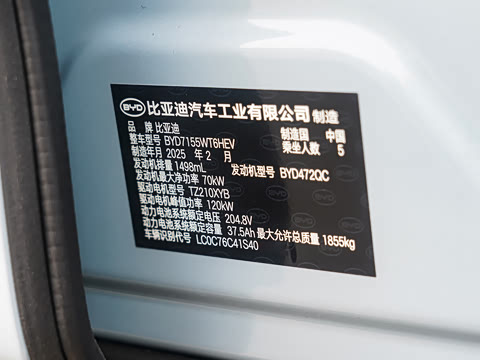 BYD 比亚迪汽车工业有限公司 制造
品 牌 比亚迪 制造国 中国
整车型号 BYD7155WT6HEV 乘坐人数 5
制造年月 2025 年 2 月
发动机排量 1498mL 发动机型号 BYD472QC
发动机最大净功率 70kW
驱动电机型号 TZ210XYB
驱动电机峰值功率 120kW
动力电池系统额定电压 204.8V
动力电池系统额定容量 37.5Ah 最大允许总质量 1855kg
车辆识别代号 LC0C76C41S40